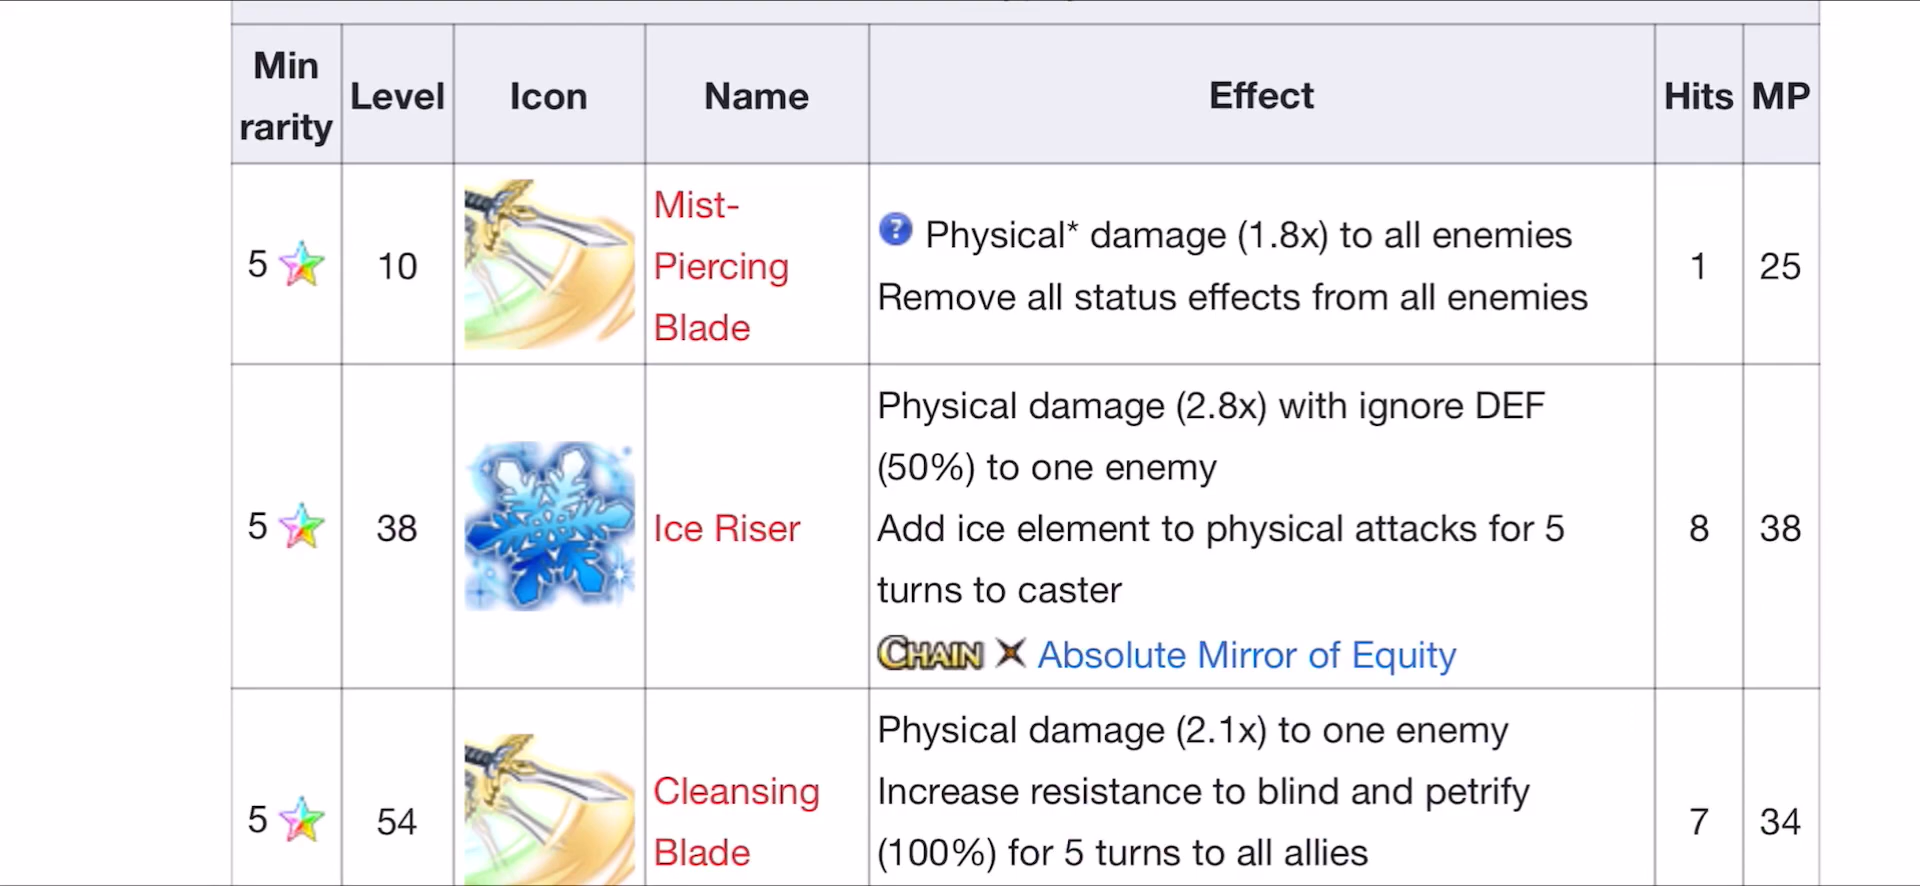 Min
rarity
Level
Icon
Name
Effect
Hits
MP
5
10
Mist-
Piercing
Blade
? Physical* damage (1.8x) to all enemies
Remove all status effects from all enemies
1
25
5
38
Ice Riser
Physical damage (2.8x) with ignore DEF
(50%) to one enemy
Add ice element to physical attacks for 5
turns to caster
CHAIN Absolute Mirror of Equity
8
38
5
54
Cleansing
Blade
Physical damage (2.1x) to one enemy
Increase resistance to blind and petrify
(100%) for 5 turns to all allies
7
34